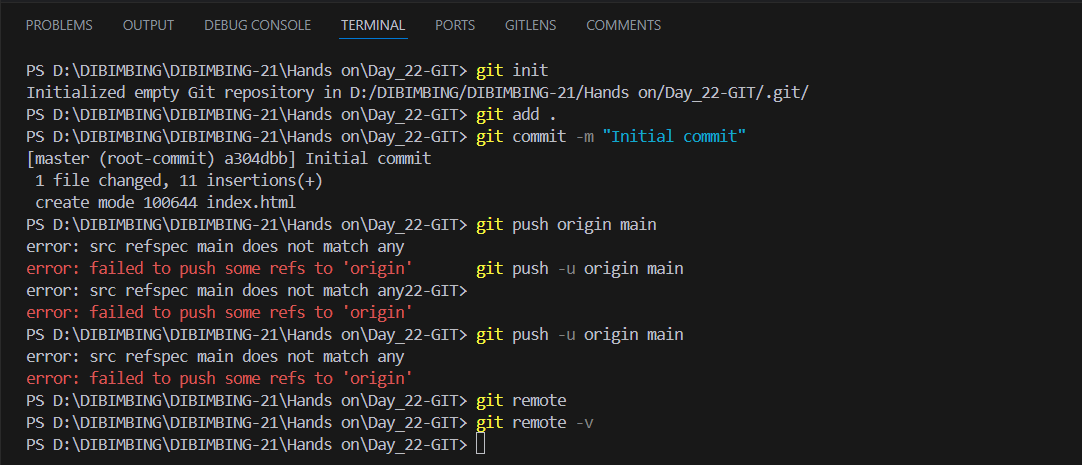 PROBLEMS OUTPUT DEBUG CONSOLE TERMINAL PORTS GITLENS COMMENTS
PS D:\DIBIMBING\DIBIMBING-21\Hands on\Day_22-GIT> git init
Initialized empty Git repository in D:/DIBIMBING/DIBIMBING-21/Hands on/Day_22-GIT/.git/
PS D:\DIBIMBING\DIBIMBING-21\Hands on\Day_22-GIT> git add .
PS D:\DIBIMBING\DIBIMBING-21\Hands on\Day_22-GIT> git commit -m "Initial commit"
[master (root-commit) a304dbb] Initial commit
 1 file changed, 11 insertions(+)
 create mode 100644 index.html
PS D:\DIBIMBING\DIBIMBING-21\Hands on\Day_22-GIT> git push origin main
error: src refspec main does not match any
error: failed to push some refs to 'origin'       git push -u origin main
error: src refspec main does not match any22-GIT>
error: failed to push some refs to 'origin'
PS D:\DIBIMBING\DIBIMBING-21\Hands on\Day_22-GIT> git push -u origin main
error: src refspec main does not match any
error: failed to push some refs to 'origin'
PS D:\DIBIMBING\DIBIMBING-21\Hands on\Day_22-GIT> git remote
PS D:\DIBIMBING\DIBIMBING-21\Hands on\Day_22-GIT> git remote -v
PS D:\DIBIMBING\DIBIMBING-21\Hands on\Day_22-GIT>